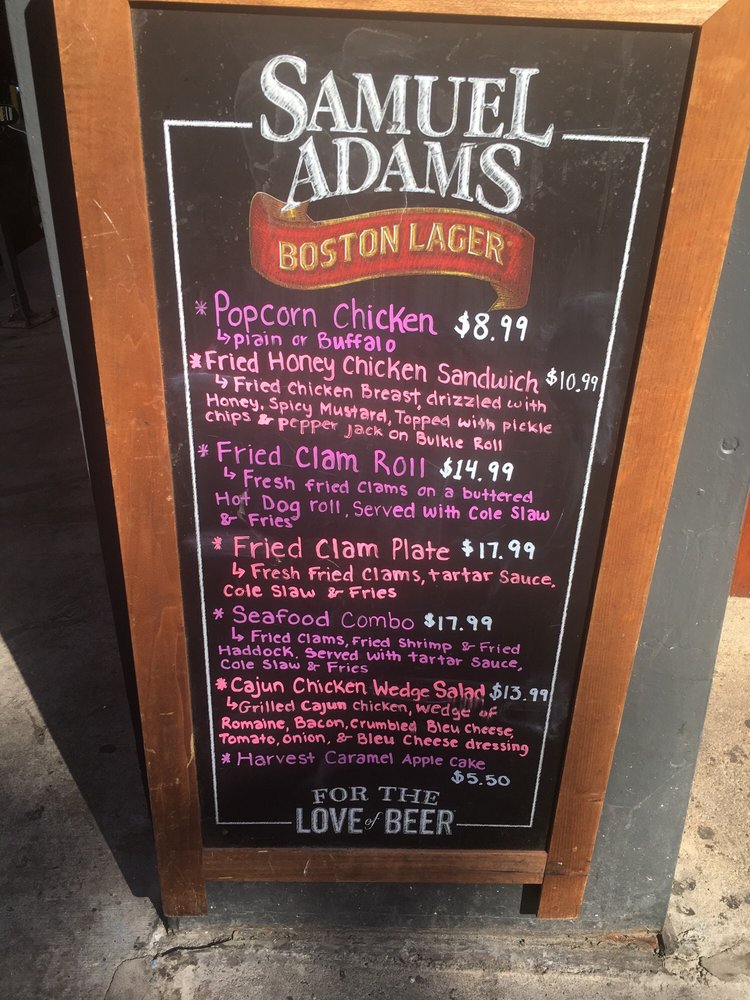 SAMUEL
ADAMS
BOSTON LAGER
* Popcorn Chicken $8.99
↳ plain or Buffalo
* Fried Honey Chicken Sandwich $10.99
↳ Fried Chicken Breast, drizzled with
Honey, Spicy Mustard, Topped with pickle
chips & pepper jack on Bulkie Roll
* Fried Clam Roll $14.99
↳ Fresh fried clams on a buttered
Hot Dog roll, Served with Cole Slaw
& Fries
* Fried Clam Plate $17.99
↳ Fresh Fried Clams, tartar Sauce,
Cole Slaw & Fries
* Seafood Combo $17.99
↳ Fried Clams, Fried Shrimp & Fried
Haddock, Served with tartar Sauce,
Cole Slaw & Fries
* Cajun Chicken Wedge Salad $13.99
↳ Grilled Cajun chicken, wedge of
Romaine, Bacon, crumbled Bleu Cheese,
Tomato, onion, & Bleu Cheese dressing
* Harvest Caramel Apple cake
$5.50
FOR THE
LOVE of BEER